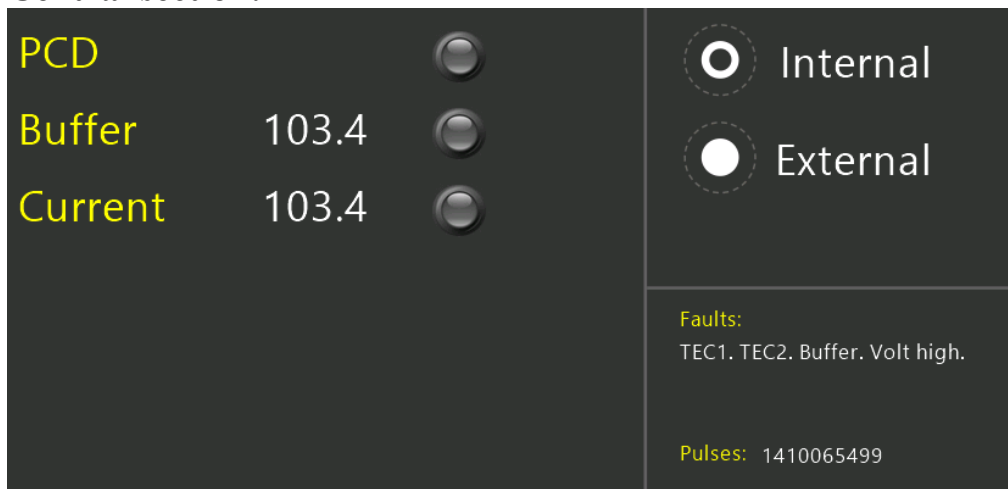 PCD
Buffer 103.4
Current 103.4
Internal
External
Faults:
TEC1. TEC2. Buffer. Volt high.
Pulses: 1410065499